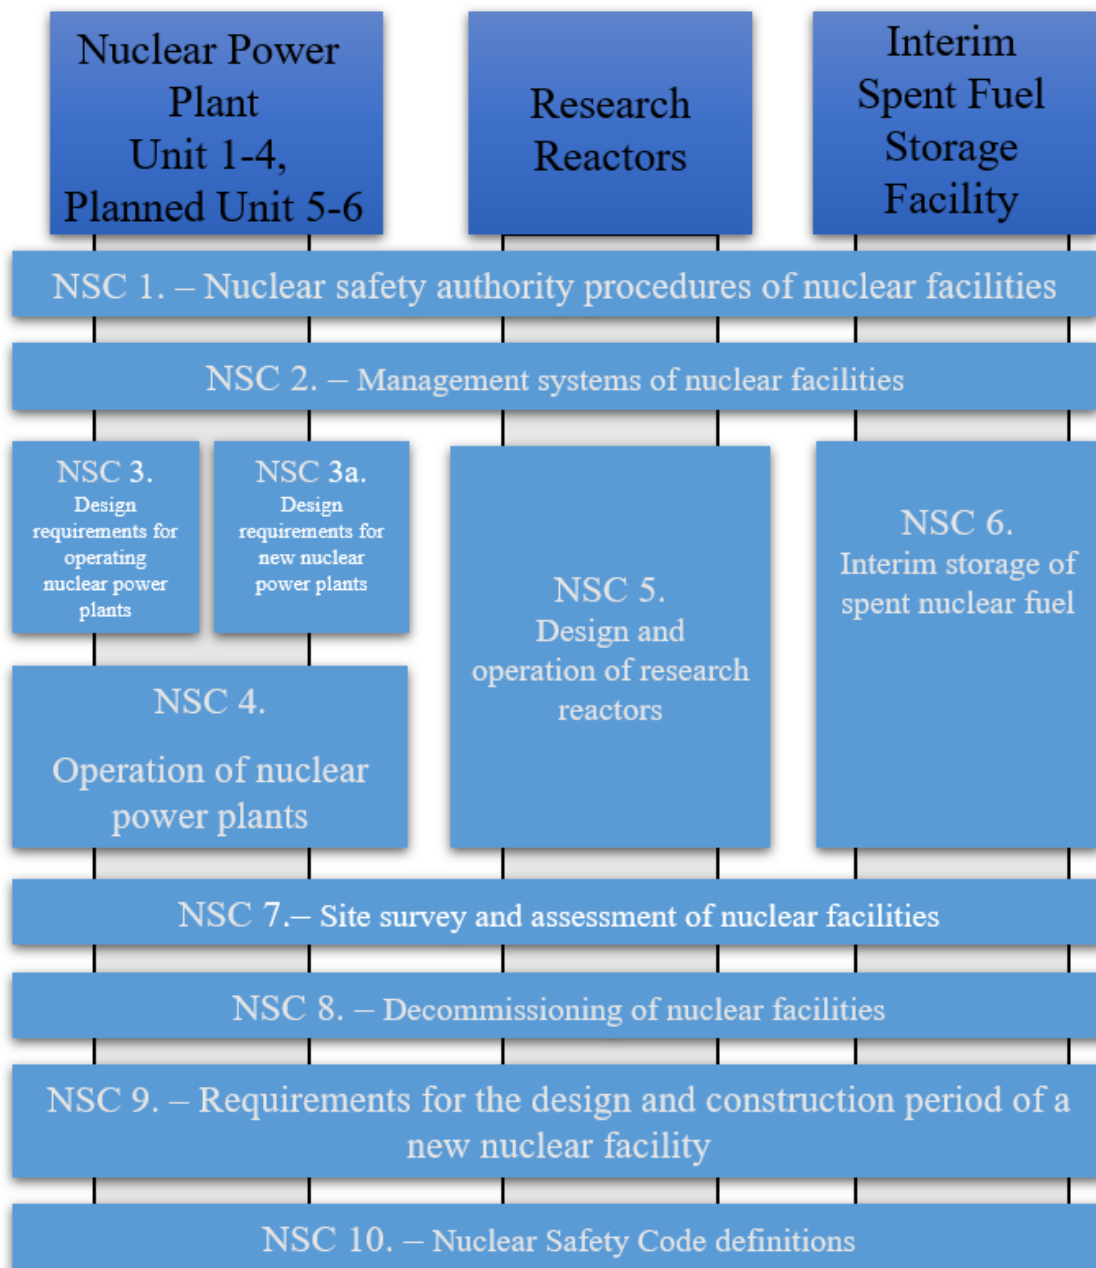 Nuclear Power
Plant
Unit 1-4,
Planned Unit 5-6
Research
Reactors
Interim
Spent Fuel
Storage
Facility
NSC 1. – Nuclear safety authority procedures of nuclear facilities
NSC 2. – Management systems of nuclear facilities
NSC 3.
Design
requirements for
operating
nuclear power
plants
NSC 3a.
Design
requirements for
new nuclear
power plants
NSC 4.
Operation of nuclear
power plants
NSC 5.
Design and
operation of research
reactors
NSC 6.
Interim storage of
spent nuclear fuel
NSC 7.– Site survey and assessment of nuclear facilities
NSC 8. – Decommissioning of nuclear facilities
NSC 9. – Requirements for the design and construction period of a
new nuclear facility
NSC 10. – Nuclear Safety Code definitions